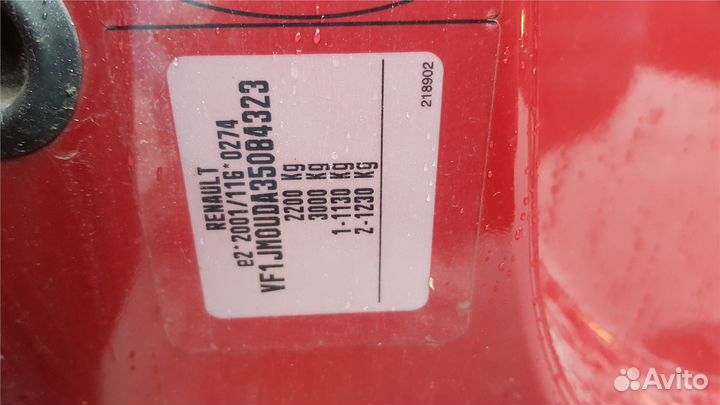 RENAULT
e2*2001/116*0274
VF1JM0UDA35084323
2200 Kg
3000 Kg
1-1130 Kg
2-1230 Kg
218902
Avito